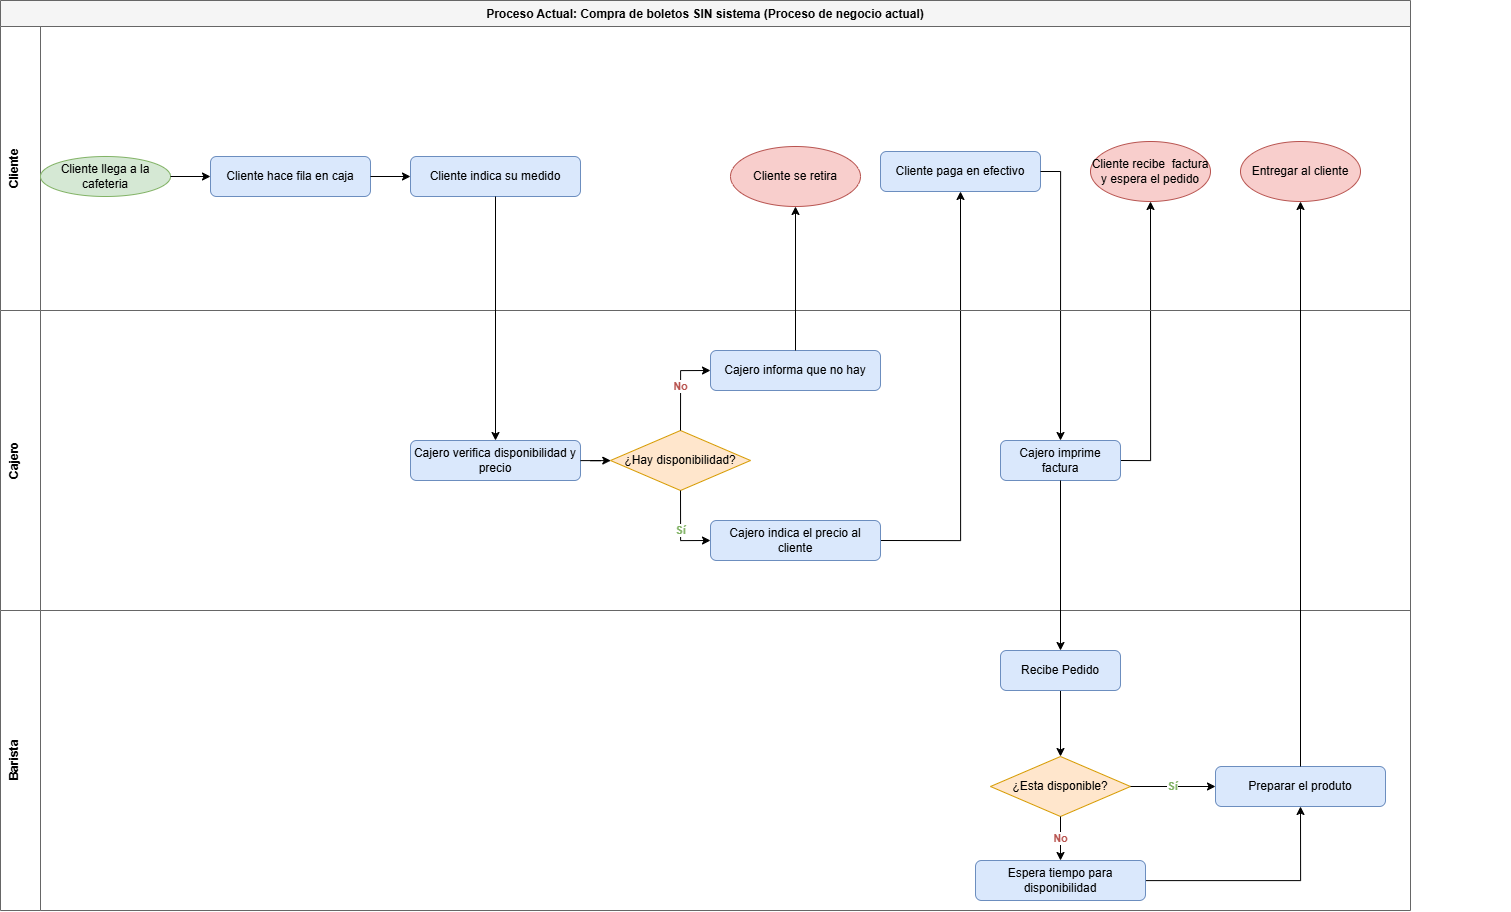 Proceso Actual: Compra de boletos SIN sistema (Proceso de negocio actual)
Cliente
Cliente llega a la
cafeteria
Cliente hace fila en caja
Cliente indica su medido
Cliente se retira
Cliente paga en efectivo
Cliente recibe factura
y espera el pedido
Entregar al cliente
Cajero
Cajero verifica disponibilidad y
precio
¿Hay disponibilidad?
No
Cajero informa que no hay
Sí
Cajero indica el precio al
cliente
Cajero imprime
factura
Barista
Recibe Pedido
¿Esta disponible?
Sí
Preparar el produto
No
Espera tiempo para
disponibilidad